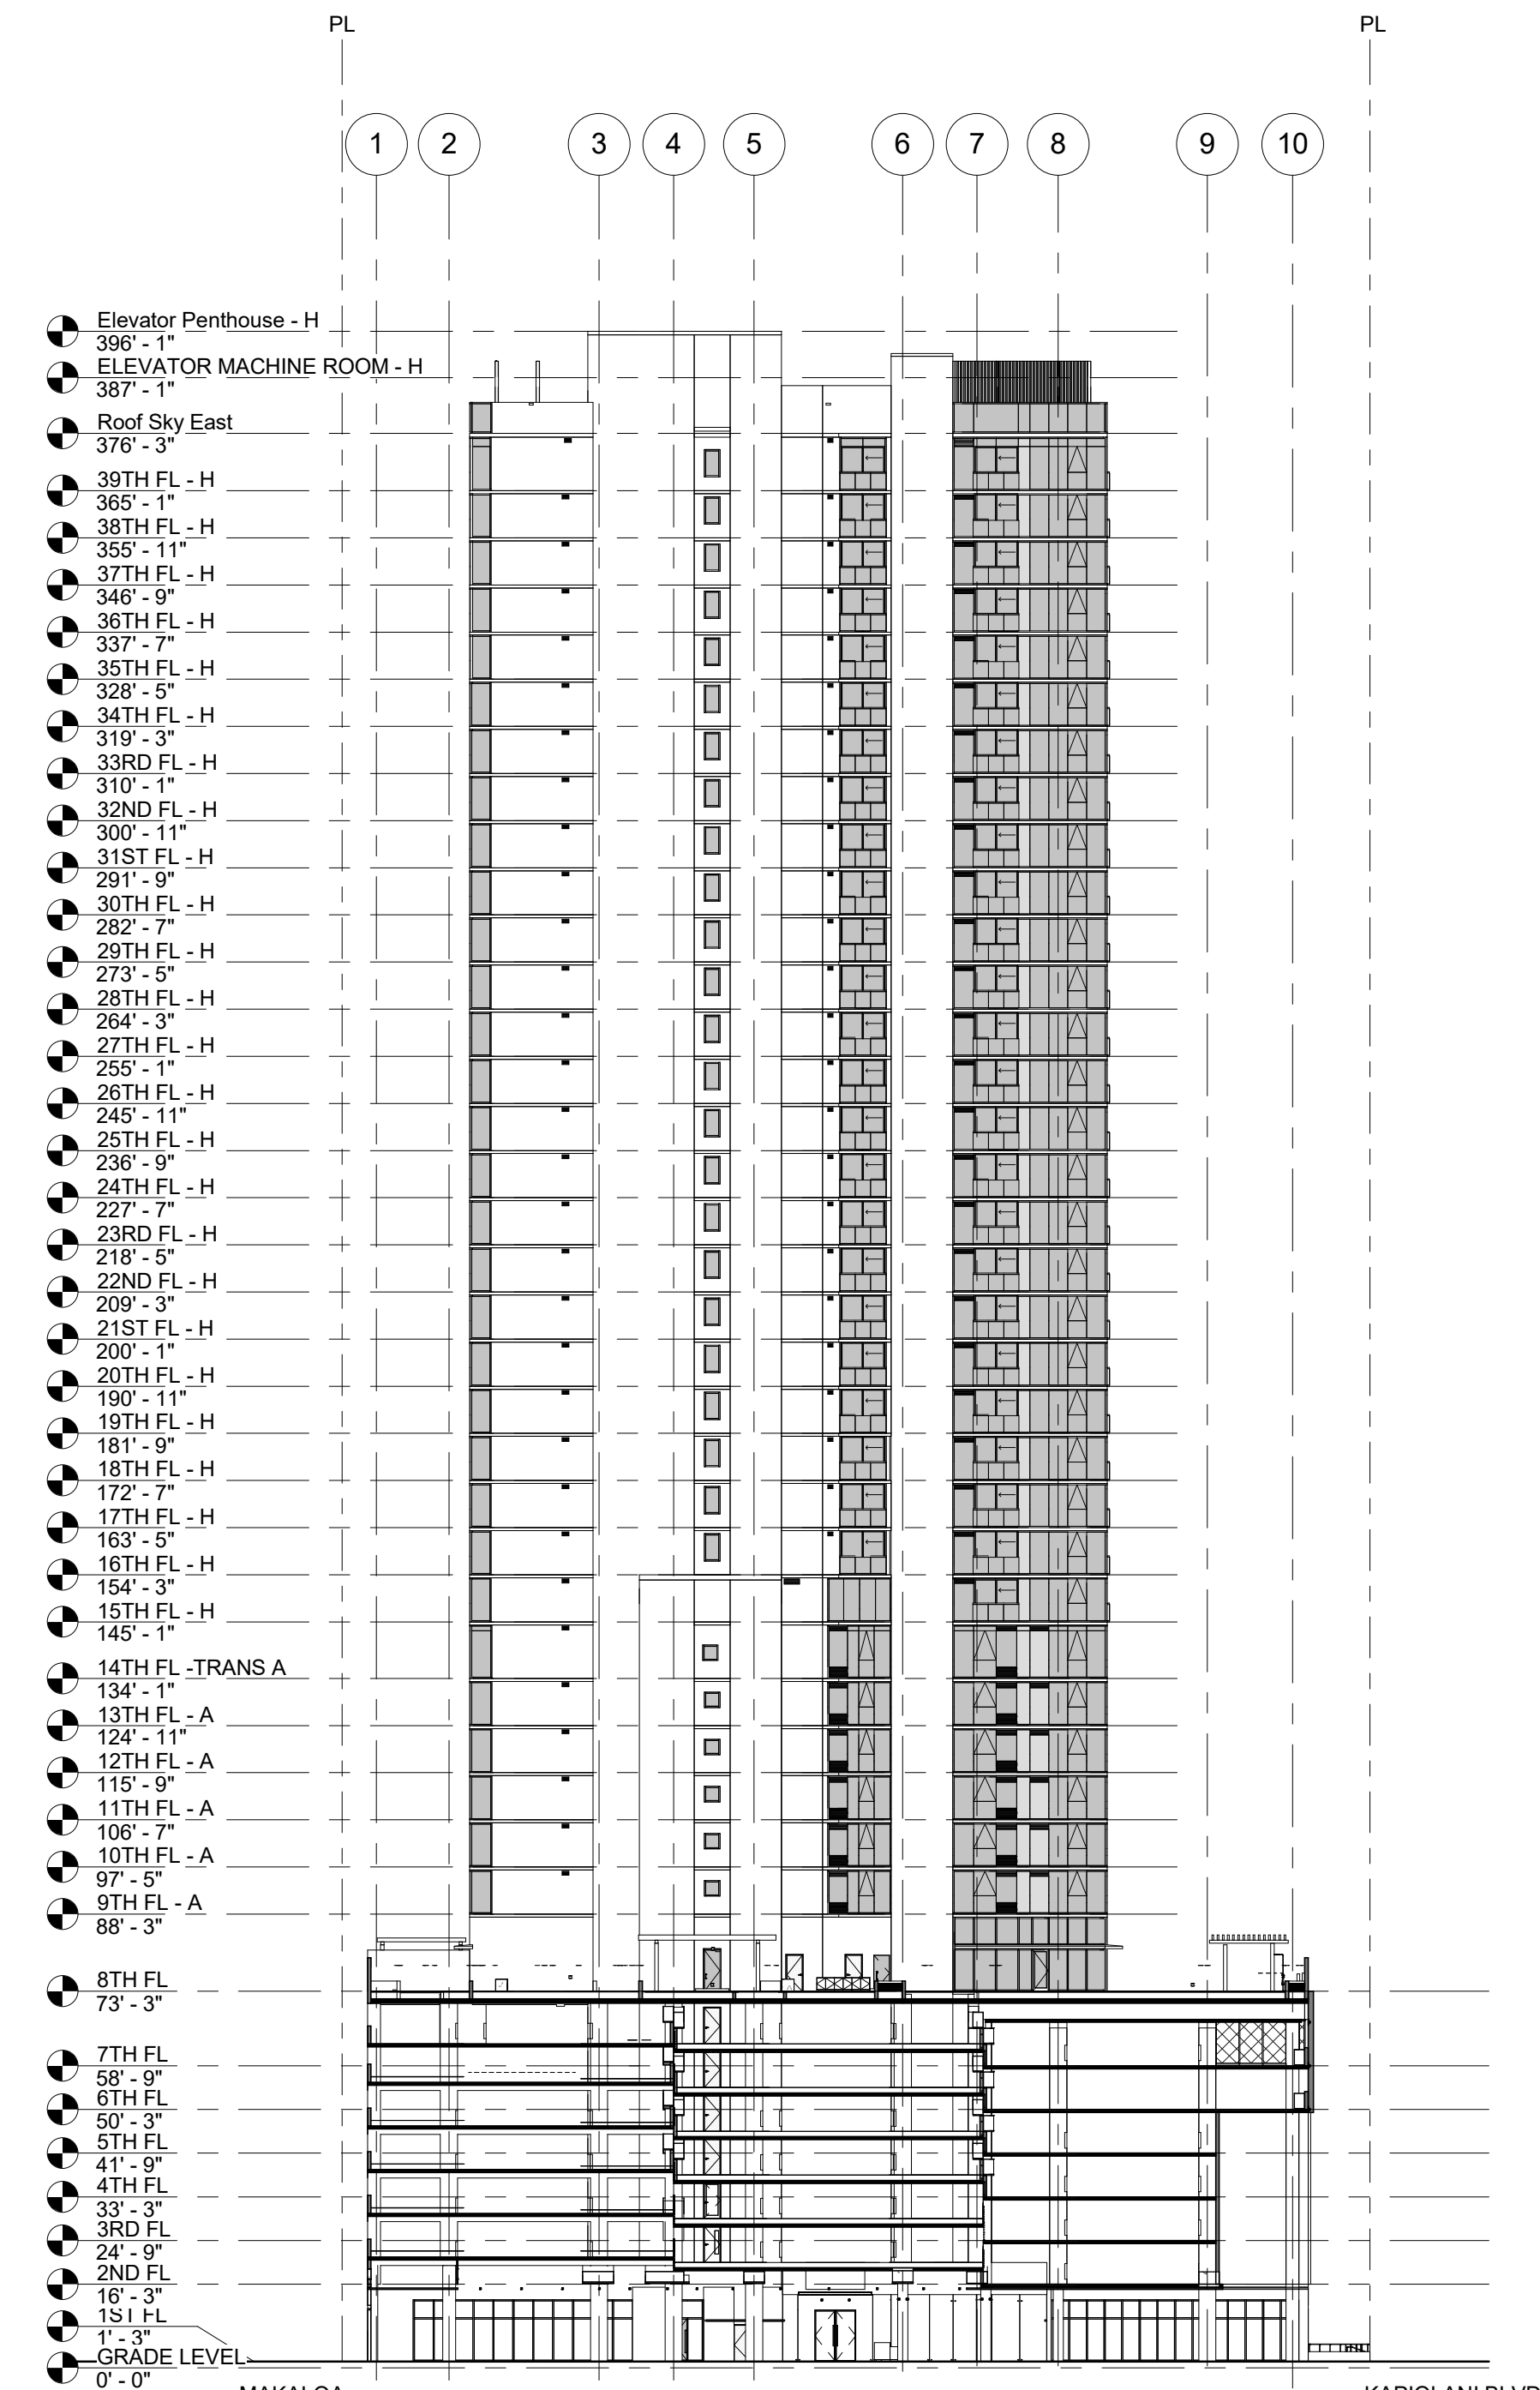 PL
PL
1
2
3
4
5
6
7
8
9
10
Elevator Penthouse - H
396' - 1"
ELEVATOR MACHINE ROOM - H
387' - 1"
Roof Sky East
376' - 3"
39TH FL - H
365' - 1"
38TH FL - H
355' - 11"
37TH FL - H
346' - 9"
36TH FL - H
337' - 7"
35TH FL - H
328' - 5"
34TH FL - H
319' - 3"
33RD FL - H
310' - 1"
32ND FL - H
300' - 11"
31ST FL - H
291' - 9"
30TH FL - H
282' - 7"
29TH FL - H
273' - 5"
28TH FL - H
264' - 3"
27TH FL - H
255' - 1"
26TH FL - H
245' - 11"
25TH FL - H
236' - 9"
24TH FL - H
227' - 7"
23RD FL - H
218' - 5"
22ND FL - H
209' - 3"
21ST FL - H
200' - 1"
20TH FL - H
190' - 11"
19TH FL - H
181' - 9"
18TH FL - H
172' - 7"
17TH FL - H
163' - 5"
16TH FL - H
154' - 3"
15TH FL - H
145' - 1"
14TH FL -TRANS A
134' - 1"
13TH FL - A
124' - 11"
12TH FL - A
115' - 9"
11TH FL - A
106' - 7"
10TH FL - A
97' - 5"
9TH FL - A
88' - 3"
8TH FL
73' - 3"
7TH FL
58' - 9"
6TH FL
50' - 3"
5TH FL
41' - 9"
4TH FL
33' - 3"
3RD FL
24' - 9"
2ND FL
16' - 3"
1ST FL
1' - 3"
GRADE LEVEL
0' - 0"